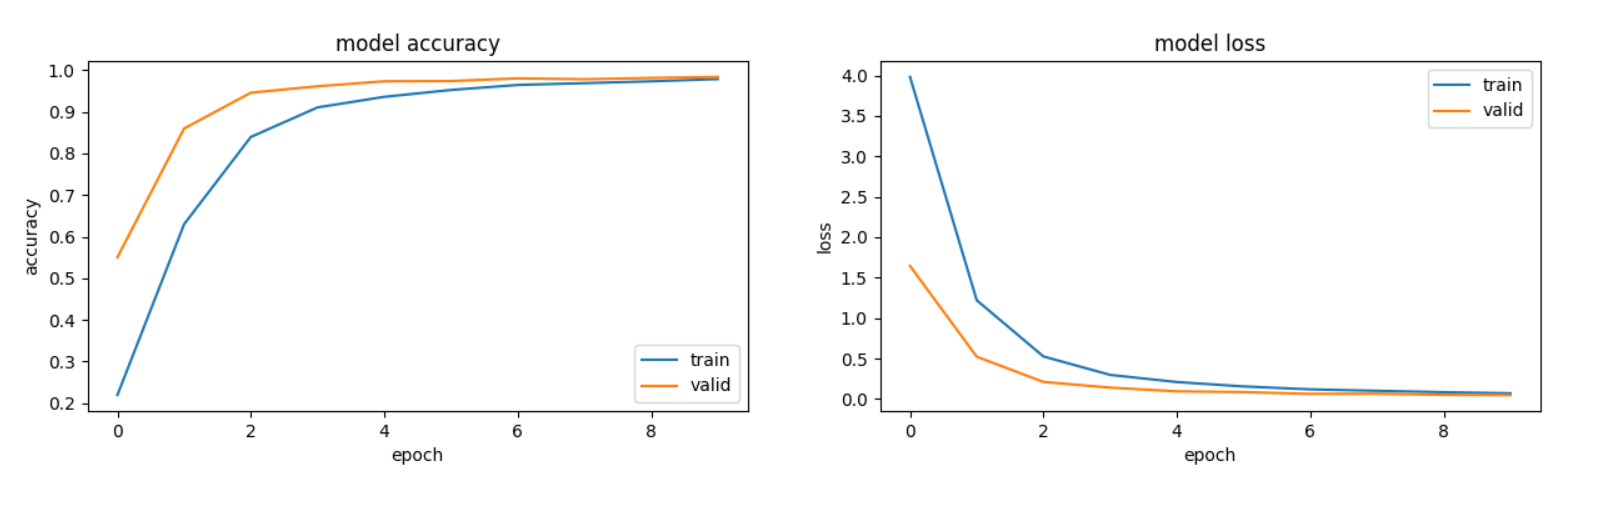 model accuracy
1.0
0.9
0.8
0.7
0.6
0.5
0.4
0.3
0.2
accuracy
train
valid
0 2 4 6 8
epoch
model loss
4.0
3.5
3.0
2.5
2.0
1.5
1.0
0.5
0.0
loss
train
valid
0 2 4 6 8
epoch